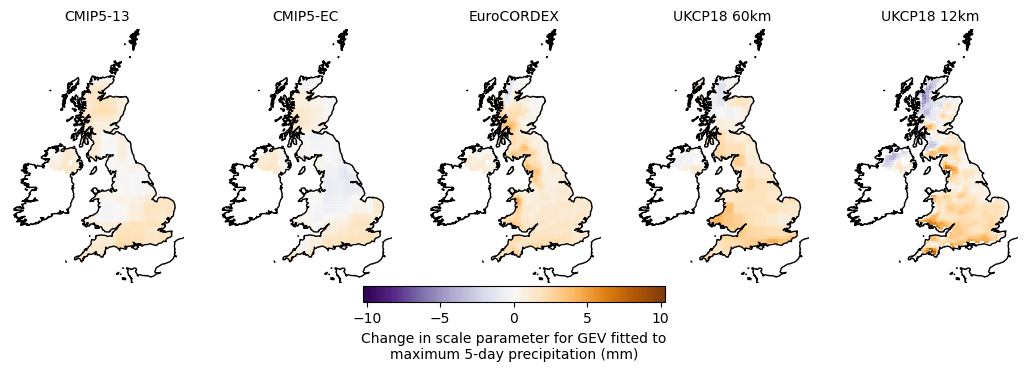 CMIP5-13 CMIP5-EC EuroCORDEX UKCP18 60km UKCP18 12km
−10 −5 0 5 10
Change in scale parameter for GEV fitted to
maximum 5-day precipitation (mm)